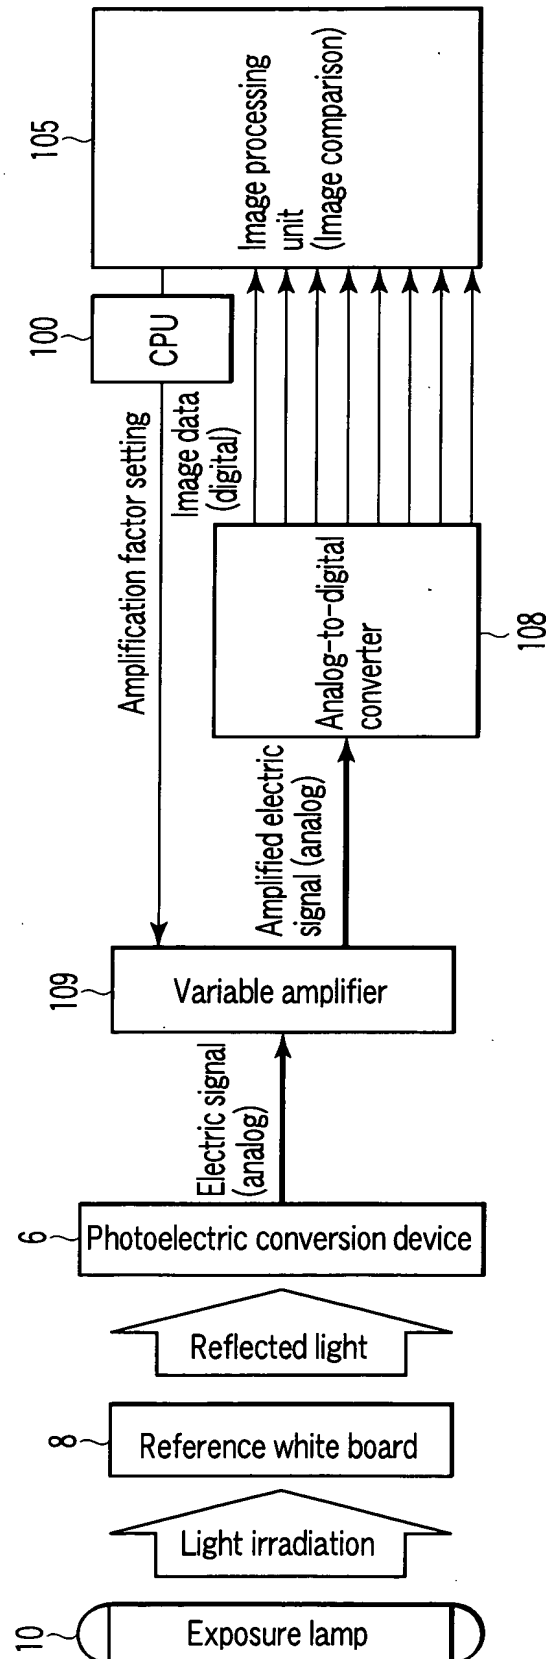 105
Image processing
unit
(Image comparison)
100
CPU
Amplification factor setting
Image data
(digital)
Analog-to-digital
converter
108
Amplified electric
signal (analog)
109
Variable amplifier
Electric signal
(analog)
6
Photoelectric conversion device
Reflected light
8
Reference white board
Light irradiation
10
Exposure lamp